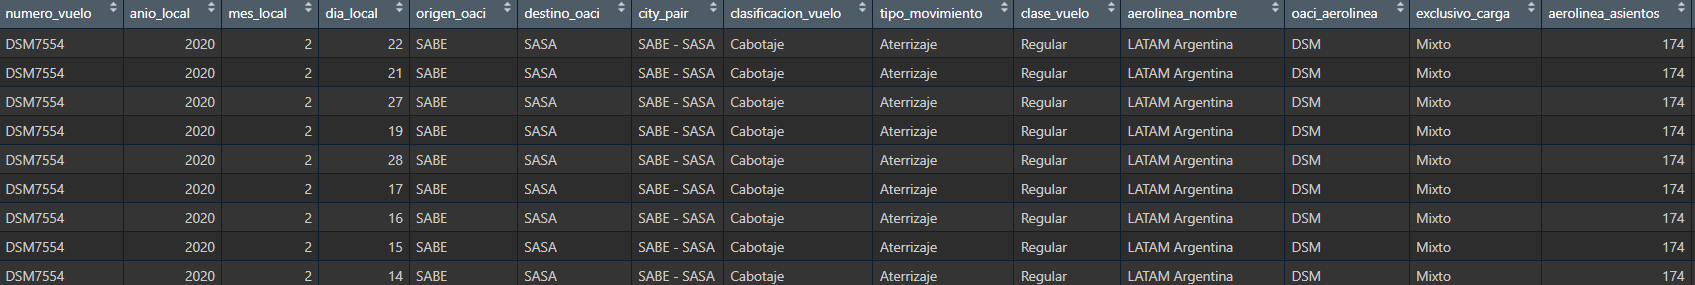 numero_vuelo anio_local mes_local dia_local origen_oaci destino_oaci city_pair clasificacion_vuelo tipo_movimiento clase_vuelo aerolinea_nombre oaci_aerolinea exclusivo_carga aerolinea_asientos
DSM7554 2020 2 22 SABE SASA SABE - SASA Cabotaje Aterrizaje Regular LATAM Argentina DSM Mixto 174
DSM7554 2020 2 21 SABE SASA SABE - SASA Cabotaje Aterrizaje Regular LATAM Argentina DSM Mixto 174
DSM7554 2020 2 27 SABE SASA SABE - SASA Cabotaje Aterrizaje Regular LATAM Argentina DSM Mixto 174
DSM7554 2020 2 19 SABE SASA SABE - SASA Cabotaje Aterrizaje Regular LATAM Argentina DSM Mixto 174
DSM7554 2020 2 28 SABE SASA SABE - SASA Cabotaje Aterrizaje Regular LATAM Argentina DSM Mixto 174
DSM7554 2020 2 17 SABE SASA SABE - SASA Cabotaje Aterrizaje Regular LATAM Argentina DSM Mixto 174
DSM7554 2020 2 16 SABE SASA SABE - SASA Cabotaje Aterrizaje Regular LATAM Argentina DSM Mixto 174
DSM7554 2020 2 15 SABE SASA SABE - SASA Cabotaje Aterrizaje Regular LATAM Argentina DSM Mixto 174
DSM7554 2020 2 14 SABE SASA SABE - SASA Cabotaje Aterrizaje Regular LATAM Argentina DSM Mixto 174